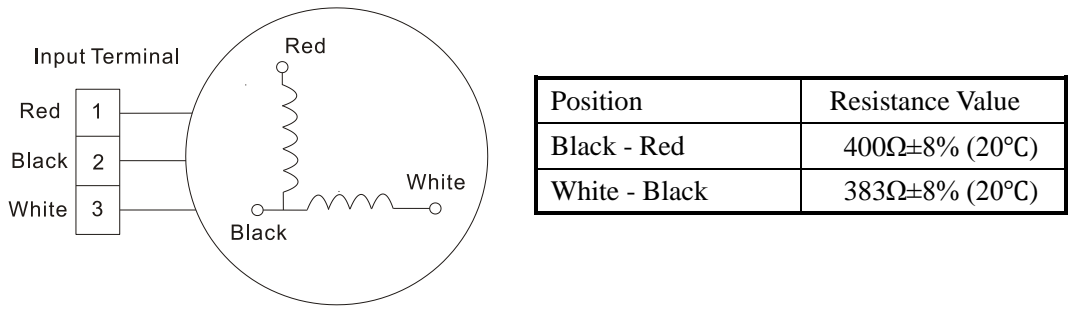 Input Terminal
Red 1
Black 2
White 3
Red
White
Black
Position Resistance Value
Black - Red 400Ω±8% (20℃)
White - Black 383Ω±8% (20℃)